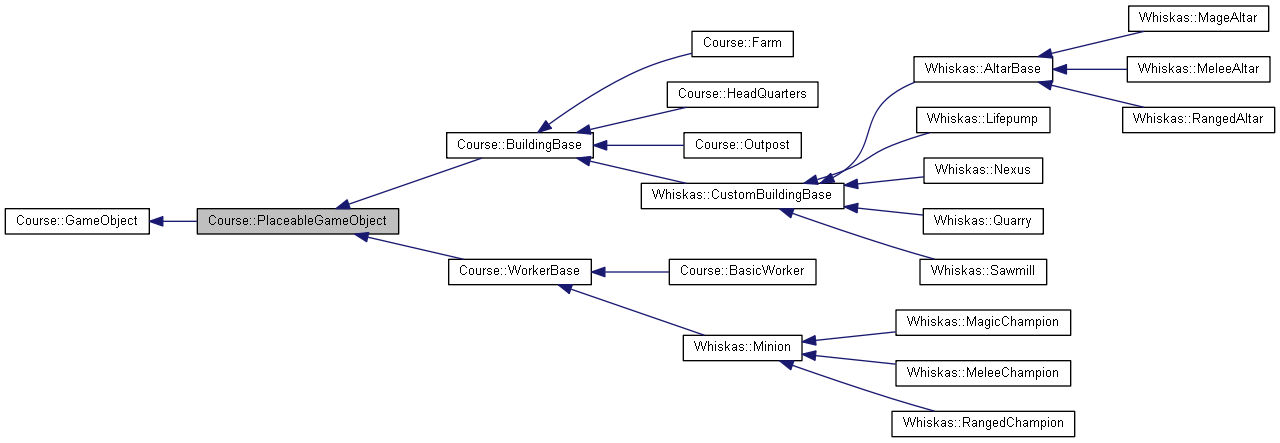 Course::GameObject
Course::PlaceableGameObject
Course::BuildingBase
Course::Farm
Course::HeadQuarters
Course::Outpost
Whiskas::CustomBuildingBase
Whiskas::AltarBase
Whiskas::MageAltar
Whiskas::MeleeAltar
Whiskas::RangedAltar
Whiskas::Lifepump
Whiskas::Nexus
Whiskas::Quarry
Whiskas::Sawmill
Course::WorkerBase
Course::BasicWorker
Whiskas::Minion
Whiskas::MagicChampion
Whiskas::MeleeChampion
Whiskas::RangedChampion